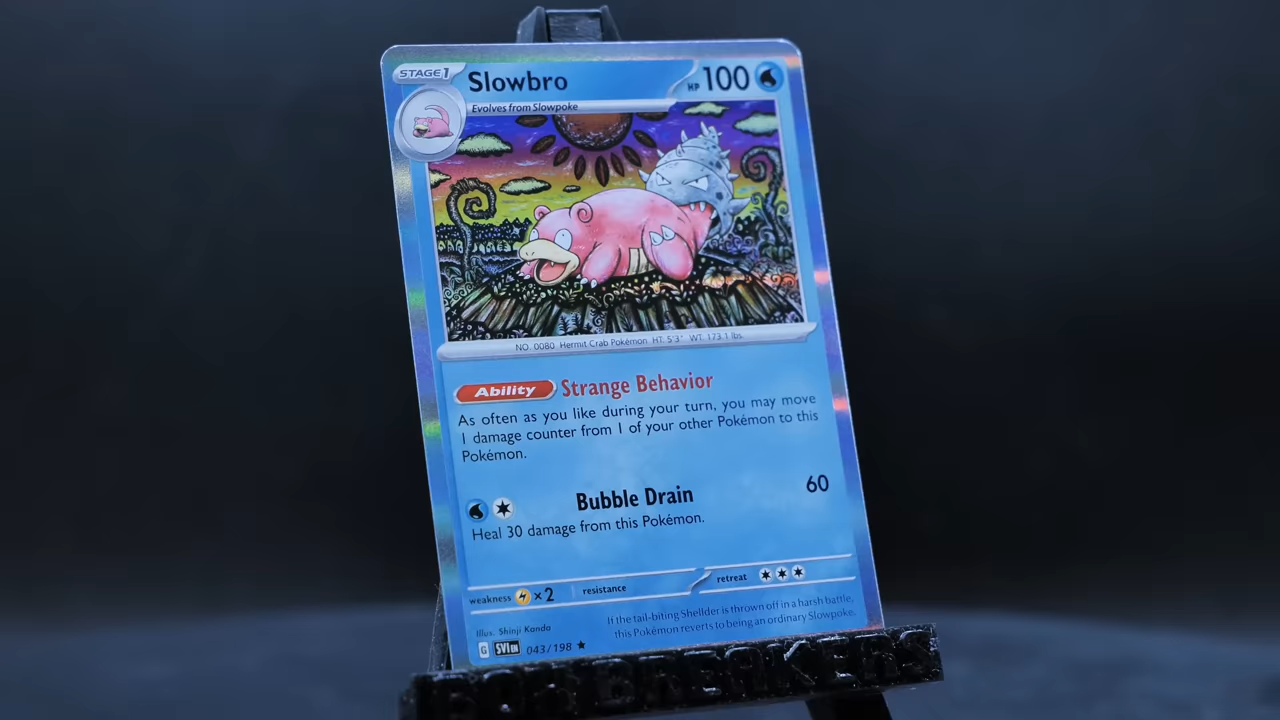 STAGE 1 Slowbro HP 100
Evolves from Slowpoke
NO. 0080 Hermit Crab Pokémon HT. 5'3" WT. 173.1 lbs.
Ability Strange Behavior
As often as you like during your turn, you may move
1 damage counter from 1 of your other Pokémon to this
Pokémon.
Bubble Drain 60
Heal 30 damage from this Pokémon.
weakness ×2 resistance retreat
If the tail-biting Shellder is thrown off in a harsh battle,
this Pokémon reverts to being an ordinary Slowpoke.
Illus. Shinji Kanda
G SVI EN 043/198
BOX BREAKERS